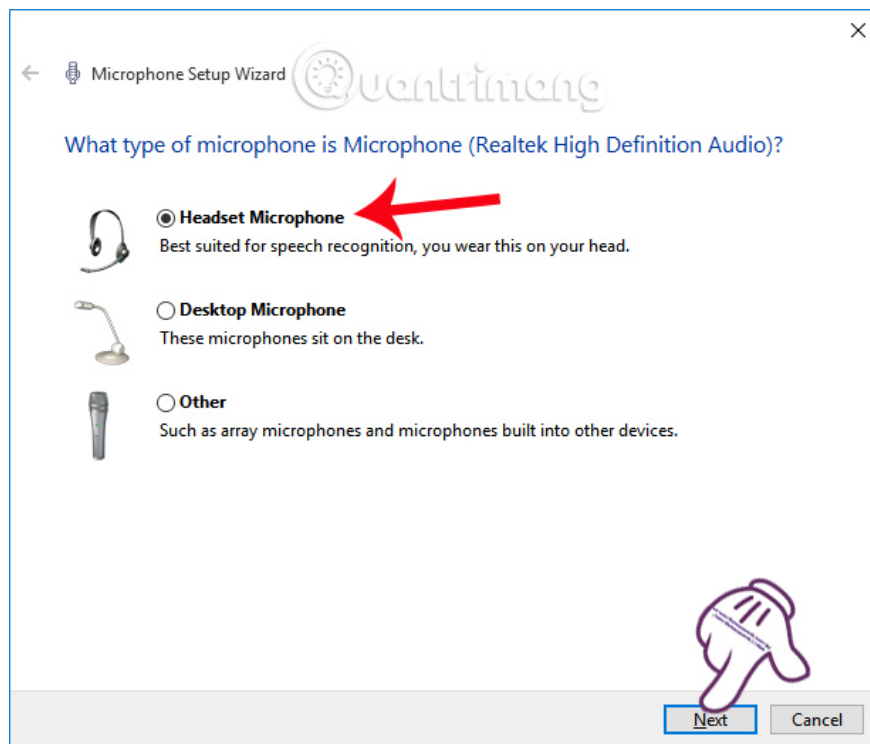 Microphone Setup Wizard
Quantrimang
What type of microphone is Microphone (Realtek High Definition Audio)?
Headset Microphone
Best suited for speech recognition, you wear this on your head.
Desktop Microphone
These microphones sit on the desk.
Other
Such as array microphones and microphones built into other devices.
Next
Cancel